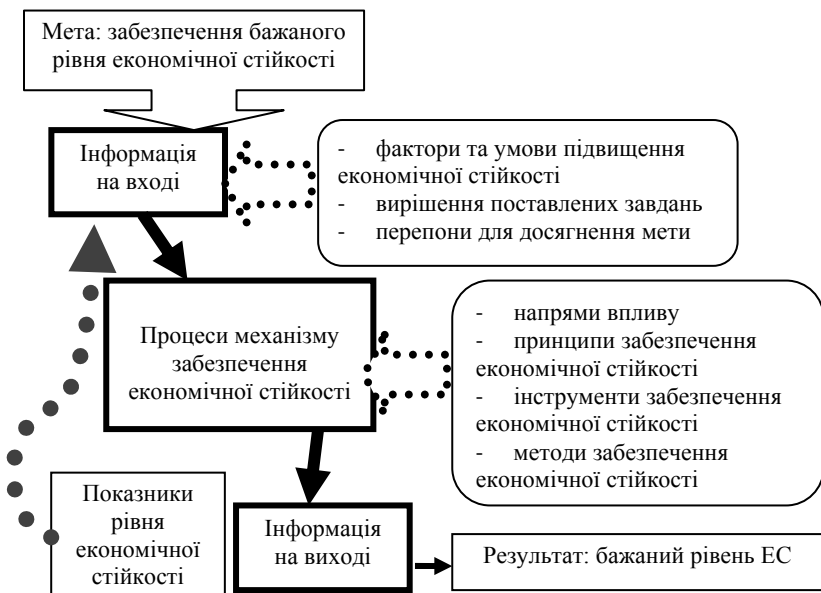 Мета: забезпечення бажаного
рівня економічної стійкості
Інформація
на вході
- фактори та умови підвищення
економічної стійкості
- вирішення поставлених завдань
- перепони для досягнення мети
Процеси механізму
забезпечення
економічної стійкості
- напрями впливу
- принципи забезпечення
економічної стійкості
- інструменти забезпечення
економічної стійкості
- методи забезпечення
економічної стійкості
Показники
рівня
економічної
стійкості
Інформація
на виході
Результат: бажаний рівень ЕС